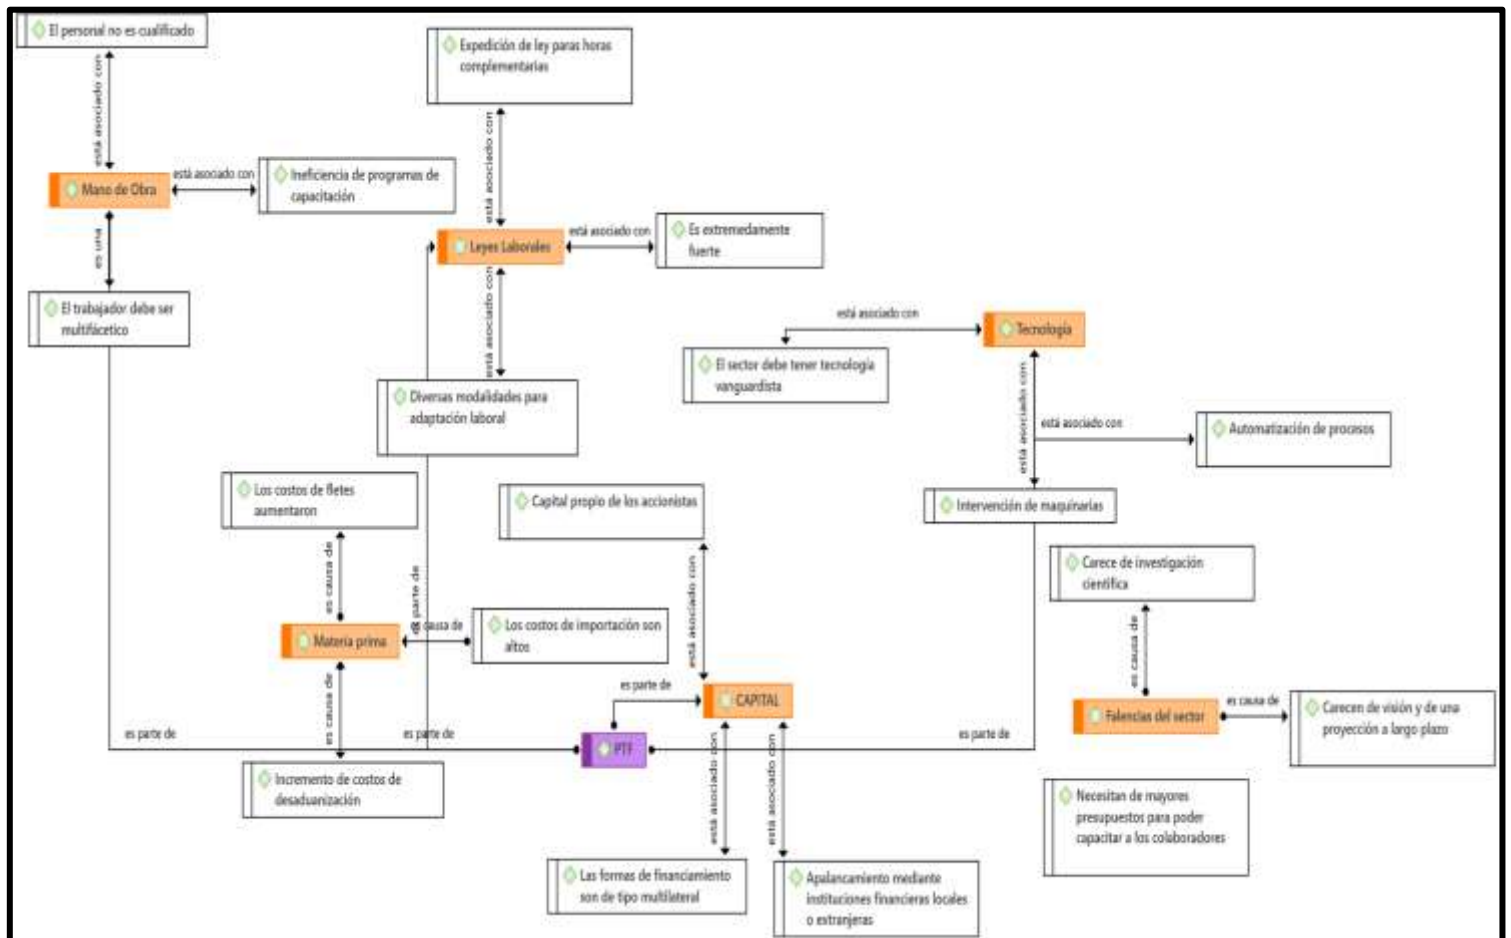 El personal no es cualificado
Expedición de ley paras horas
complementarias
está asociado con
está asociado con
Mano de Obra
está asociado con
Ineficiencia de programas de
capacitación
es una
Leyes Laborales
está asociado con
Es extremedamente
fuerte
El trabajador debe ser
multifácetico
está asociado con
Diversas modalidades para
adaptación laboral
está asociado con
Tecnología
El sector debe tener tecnología
vanguardista
está asociado con
está asociado con
Automatización de procesos
Intervención de maquinarias
Los costos de fletes
aumentaron
Capital propio de los accionistas
es causa de
es parte de
está asociado con
Carece de investigación
científica
Materia prima
es causa de
Los costos de importación son
altos
es causa de
es causa de
es parte de
CAPITAL
Falencias del sector
es causa de
Carecen de visión y de una
proyección a largo plazo
es parte de
es parte de
PTF
es parte de
Incremento de costos de
desaduanización
está asociado con
está asociado con
Necesitan de mayores
presupuestos para poder
capacitar a los colaboradores
Las formas de financiamiento
son de tipo multilateral
Apalancamiento mediante
instituciones financieras locales
o extranjeras